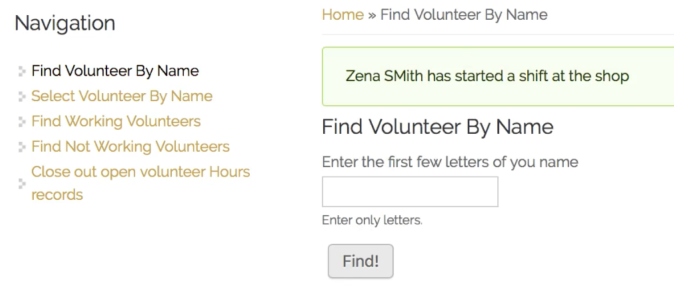 Navigation
Find Volunteer By Name
Select Volunteer By Name
Find Working Volunteers
Find Not Working Volunteers
Close out open volunteer Hours
records
Home » Find Volunteer By Name
Zena SMith has started a shift at the shop
Find Volunteer By Name
Enter the first few letters of you name
Enter only letters.
Find!